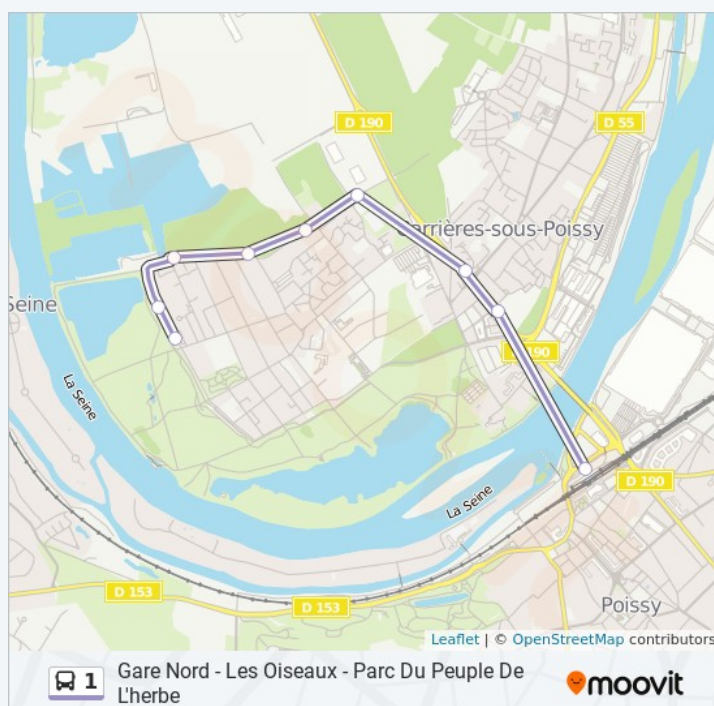 D 190
D 55
Carrières-sous-Poissy
Seine
D 190
La Seine
La Seine
D 190
D 153
D 153
Poissy
Leaflet | © OpenStreetMap contributors
1
Gare Nord - Les Oiseaux - Parc Du Peuple De
L'herbe
moovit